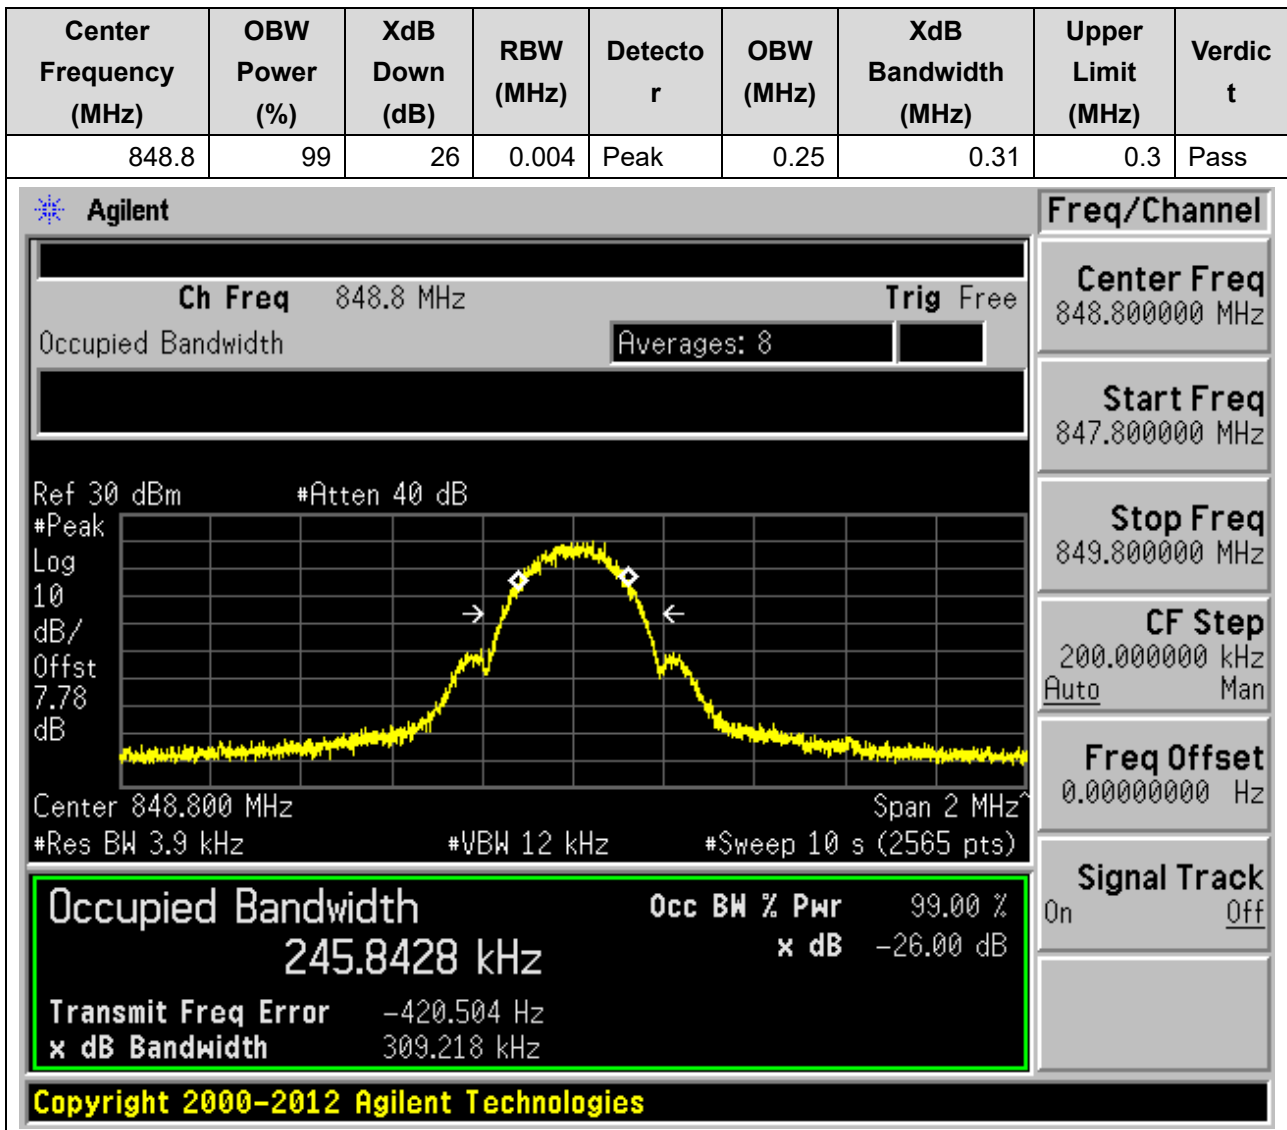 Center Frequency (MHz) | OBW Power (%) | XdB Down (dB) | RBW (MHz) | Detecto r | OBW (MHz) | XdB Bandwidth (MHz) | Upper Limit (MHz) | Verdic t
848.8 | 99 | 26 | 0.004 | Peak | 0.25 | 0.31 | 0.3 | Pass
Agilent
Freq/Channel
Ch Freq 848.8 MHz Trig Free
Occupied Bandwidth Averages: 8
Center Freq
848.800000 MHz
Start Freq
847.800000 MHz
Stop Freq
849.800000 MHz
CF Step
200.000000 kHz
Auto Man
Freq Offset
0.00000000 Hz
Signal Track
On Off
Ref 30 dBm #Atten 40 dB
#Peak
Log
10
dB/
Offst
7.78
dB
Center 848.800 MHz Span 2 MHz^
#Res BW 3.9 kHz #VBW 12 kHz #Sweep 10 s (2565 pts)
Occupied Bandwidth Occ BW % Pwr 99.00 %
245.8428 kHz x dB -26.00 dB
Transmit Freq Error -420.504 Hz
x dB Bandwidth 309.218 kHz
Copyright 2000-2012 Agilent Technologies